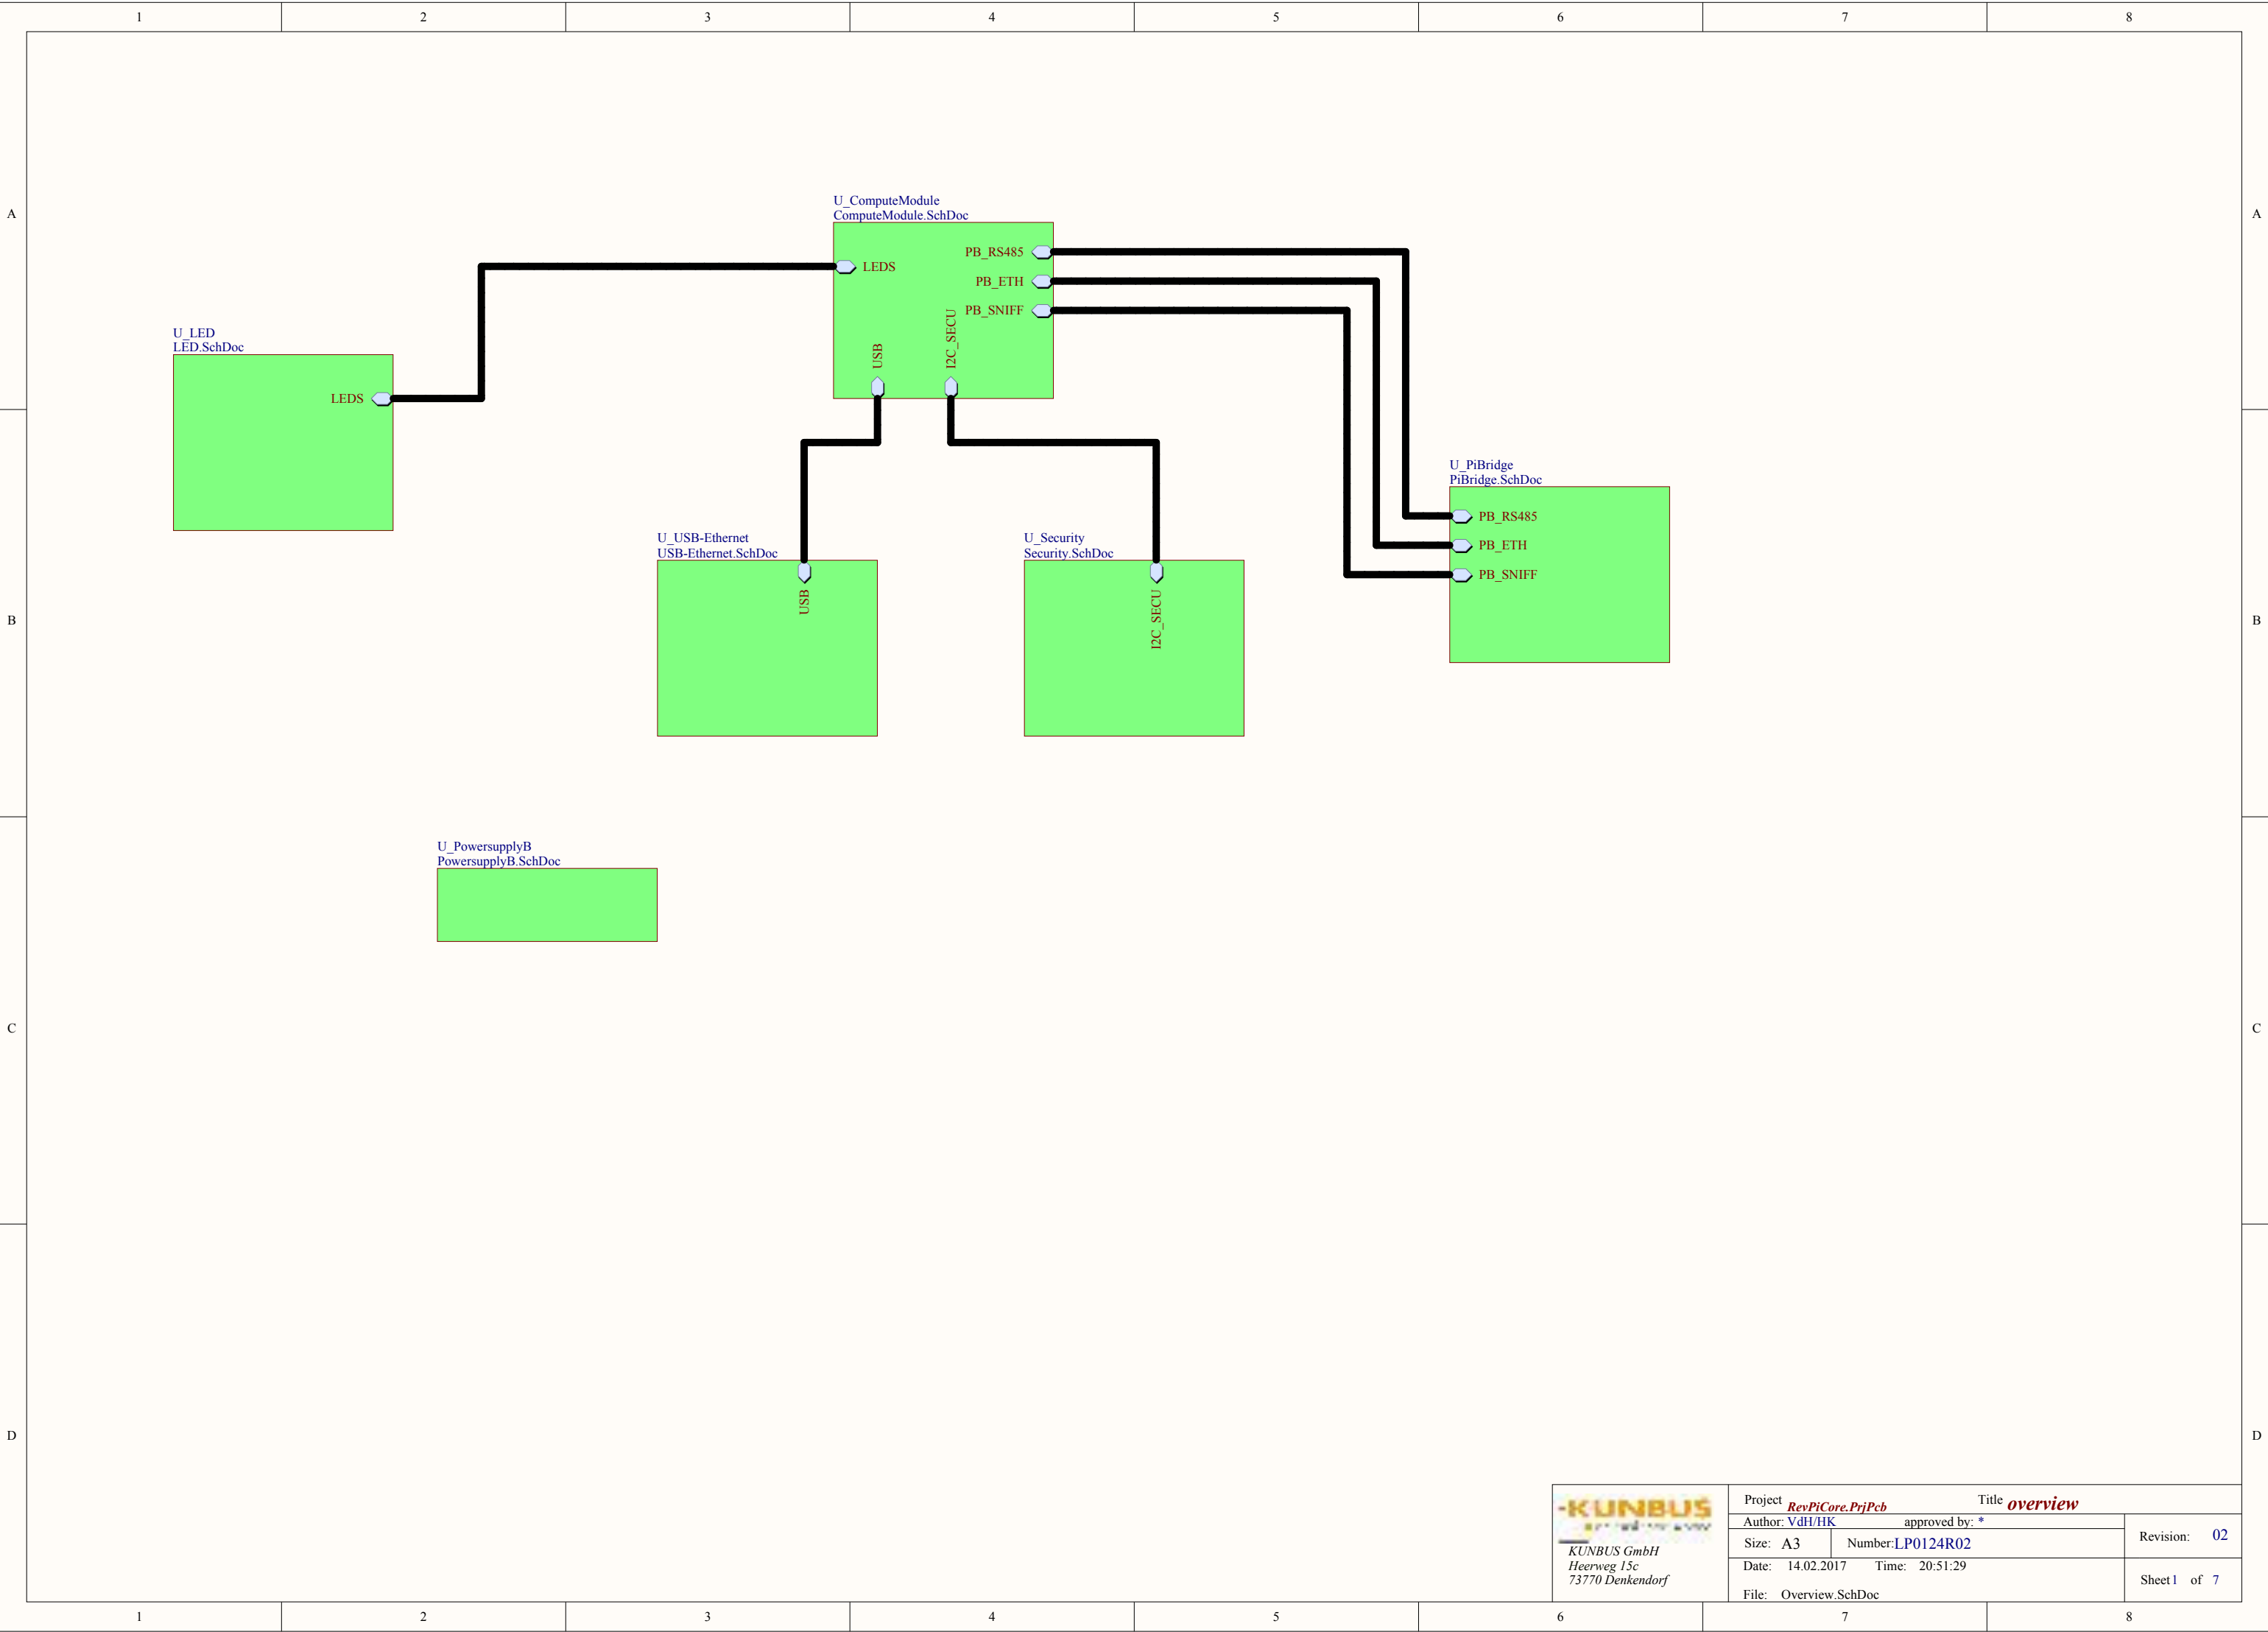 1 2 3 4 5 6 7 8
A A
U_ComputeModule
ComputeModule.SchDoc
PB_RS485
LEDS
PB_ETH
PB_SNIFF
USB
I2C_SECU
U_LED
LED.SchDoc
LEDS
U_PiBridge
PiBridge.SchDoc
PB_RS485
PB_ETH
PB_SNIFF
U_USB-Ethernet
USB-Ethernet.SchDoc
USB
U_Security
Security.SchDoc
I2C_SECU
B B
U_PowersupplyB
PowersupplyB.SchDoc
C C
D D
KUNBUS
KUNBUS GmbH
Heerweg 15c
73770 Denkendorf
Project RevPiCore.PrjPcb Title overview
Author: VdH/HK approved by: *
Size: A3 Number:LP0124R02
Revision: 02
Date: 14.02.2017 Time: 20:51:29
File: Overview.SchDoc
Sheet1 of 7
1 2 3 4 5 6 7 8